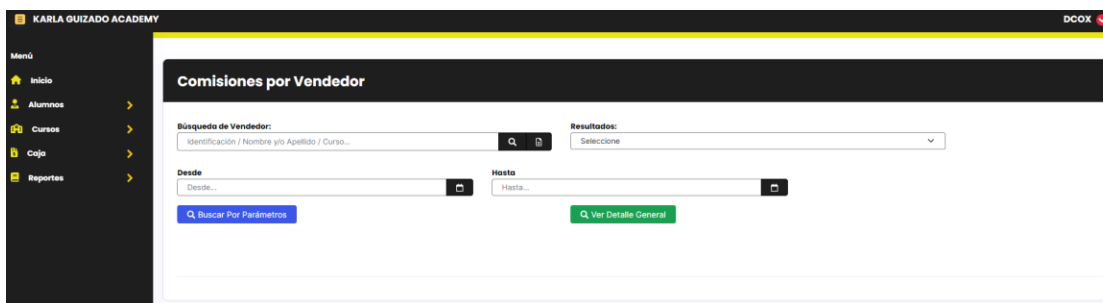 KARLA GUIZADO ACADEMY
DCOX
Menú
Inicio
Alumnos
Cursos
Caja
Reportes
Comisiones por Vendedor
Búsqueda de Vendedor:
Identificación / Nombre y/o Apellido / Curso...
Resultados:
Seleccione
Desde
Desde...
Hasta
Hasta...
Buscar Por Parámetros
Ver Detalle General